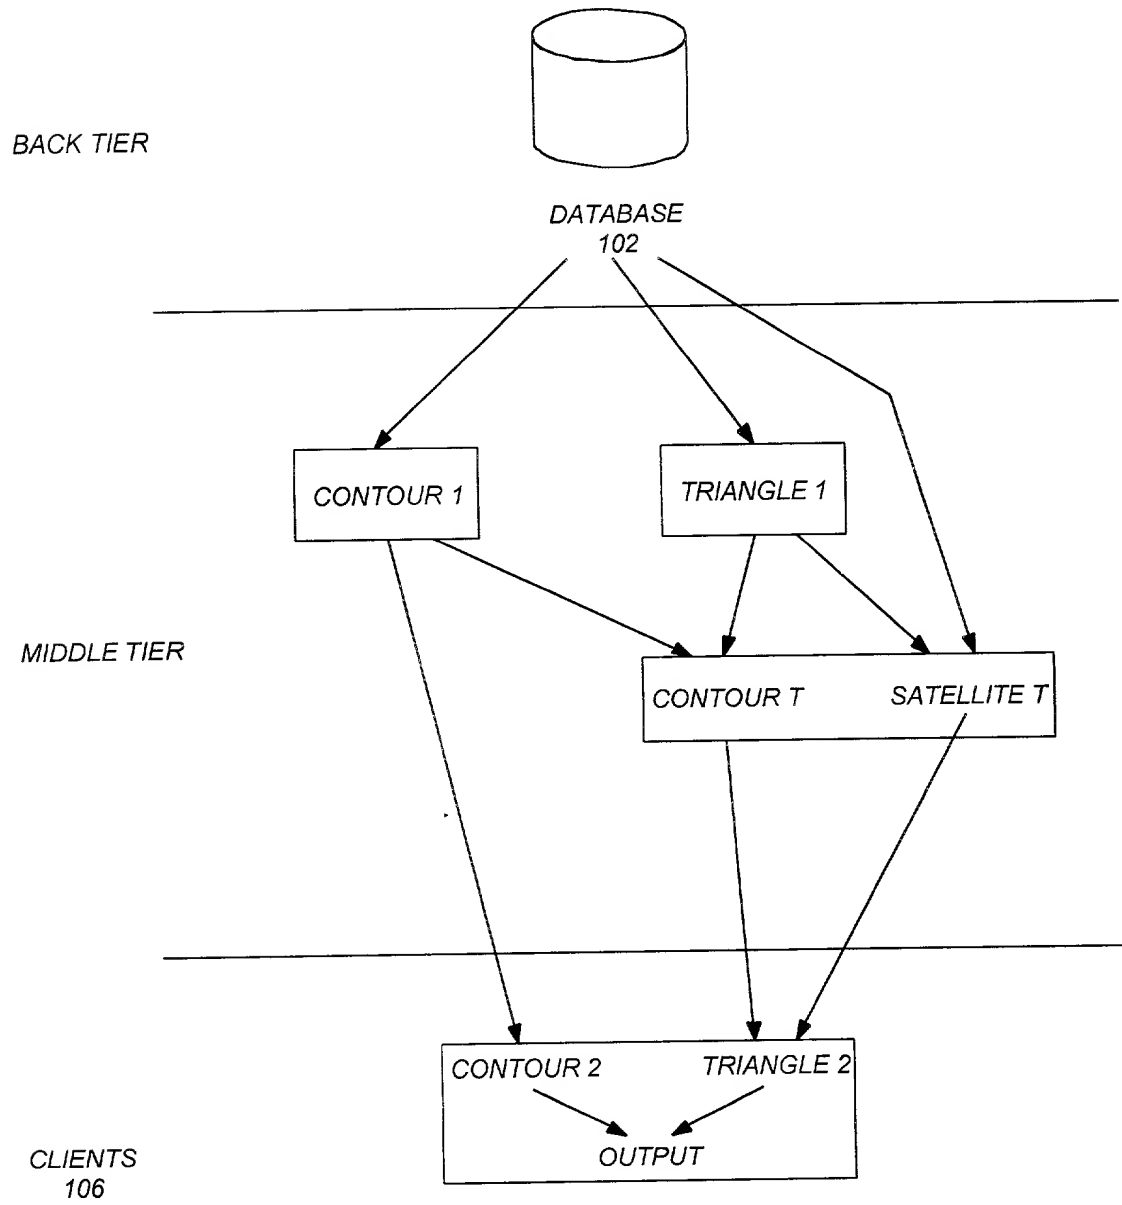 BACK TIER
DATABASE
102
CONTOUR 1
TRIANGLE 1
MIDDLE TIER
CONTOUR T
SATELLITE T
CONTOUR 2
TRIANGLE 2
OUTPUT
CLIENTS
106